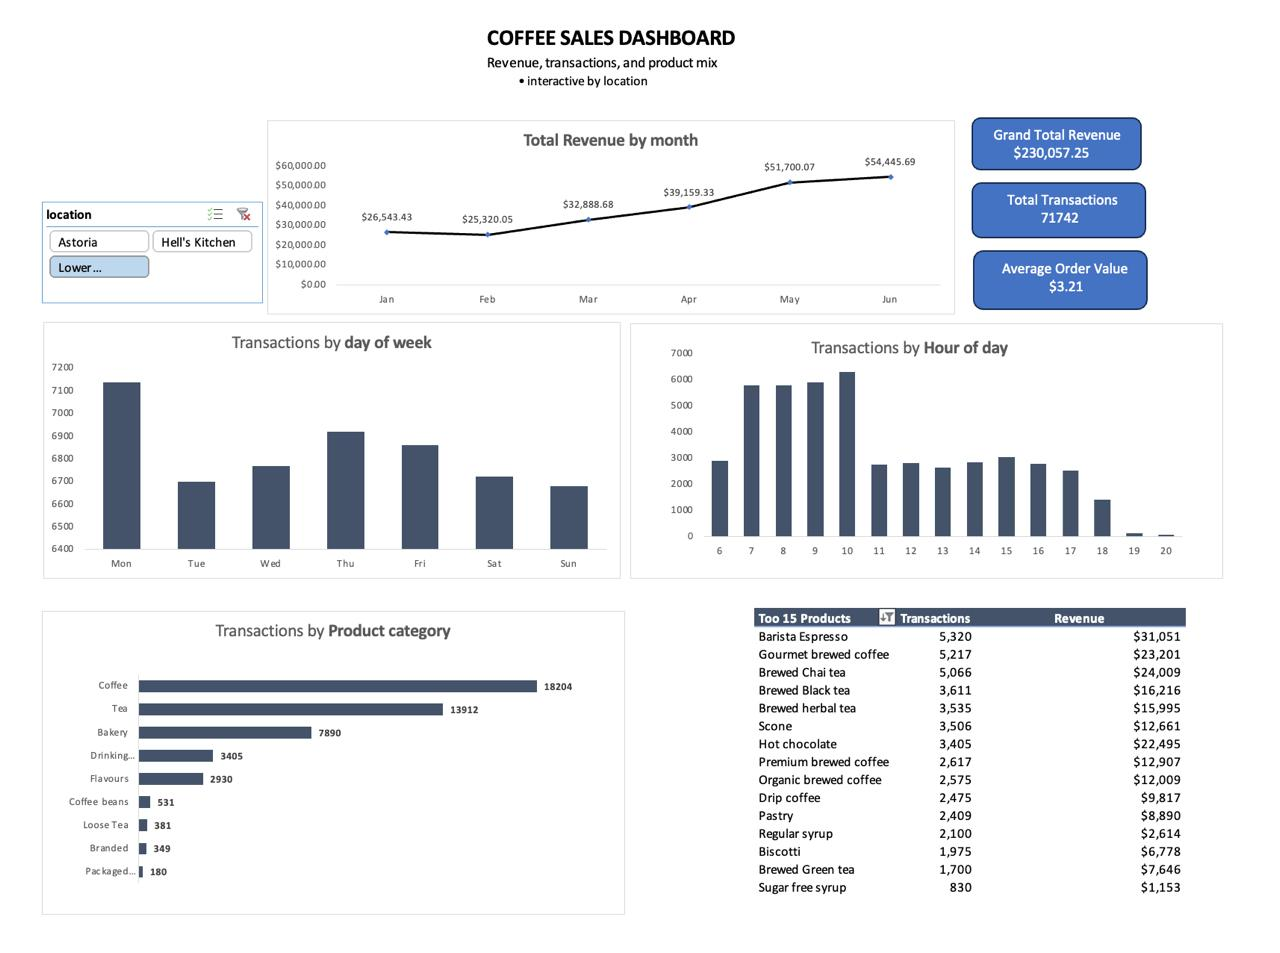 COFFEE SALES DASHBOARD
Revenue, transactions, and product mix
• interactive by location
Total Revenue by month
$60,000.00
$50,000.00
$40,000.00
$30,000.00
$20,000.00
$10,000.00
$0.00
$26,543.43
$25,320.05
$32,888.68
$39,159.33
$51,700.07
$54,445.69
Jan Feb Mar Apr May Jun
Grand Total Revenue
$230,057.25
Total Transactions
71742
Average Order Value
$3.21
location
Astoria Hell's Kitchen
Lower...
Transactions by day of week
7200
7100
7000
6900
6800
6700
6600
6500
6400
Mon Tue Wed Thu Fri Sat Sun
Transactions by Hour of day
7000
6000
5000
4000
3000
2000
1000
0
6 7 8 9 10 11 12 13 14 15 16 17 18 19 20
Transactions by Product category
Coffee 18204
Tea 13912
Bakery 7890
Drinking... 3405
Flavours 2930
Coffee beans 531
Loose Tea 381
Branded 349
Packaged... 180
Too 15 Products Transactions Revenue
Barista Espresso 5,320 $31,051
Gourmet brewed coffee 5,217 $23,201
Brewed Chai tea 5,066 $24,009
Brewed Black tea 3,611 $16,216
Brewed herbal tea 3,535 $15,995
Scone 3,506 $12,661
Hot chocolate 3,405 $22,495
Premium brewed coffee 2,617 $12,907
Organic brewed coffee 2,575 $12,009
Drip coffee 2,475 $9,817
Pastry 2,409 $8,890
Regular syrup 2,100 $2,614
Biscotti 1,975 $6,778
Brewed Green tea 1,700 $7,646
Sugar free syrup 830 $1,153